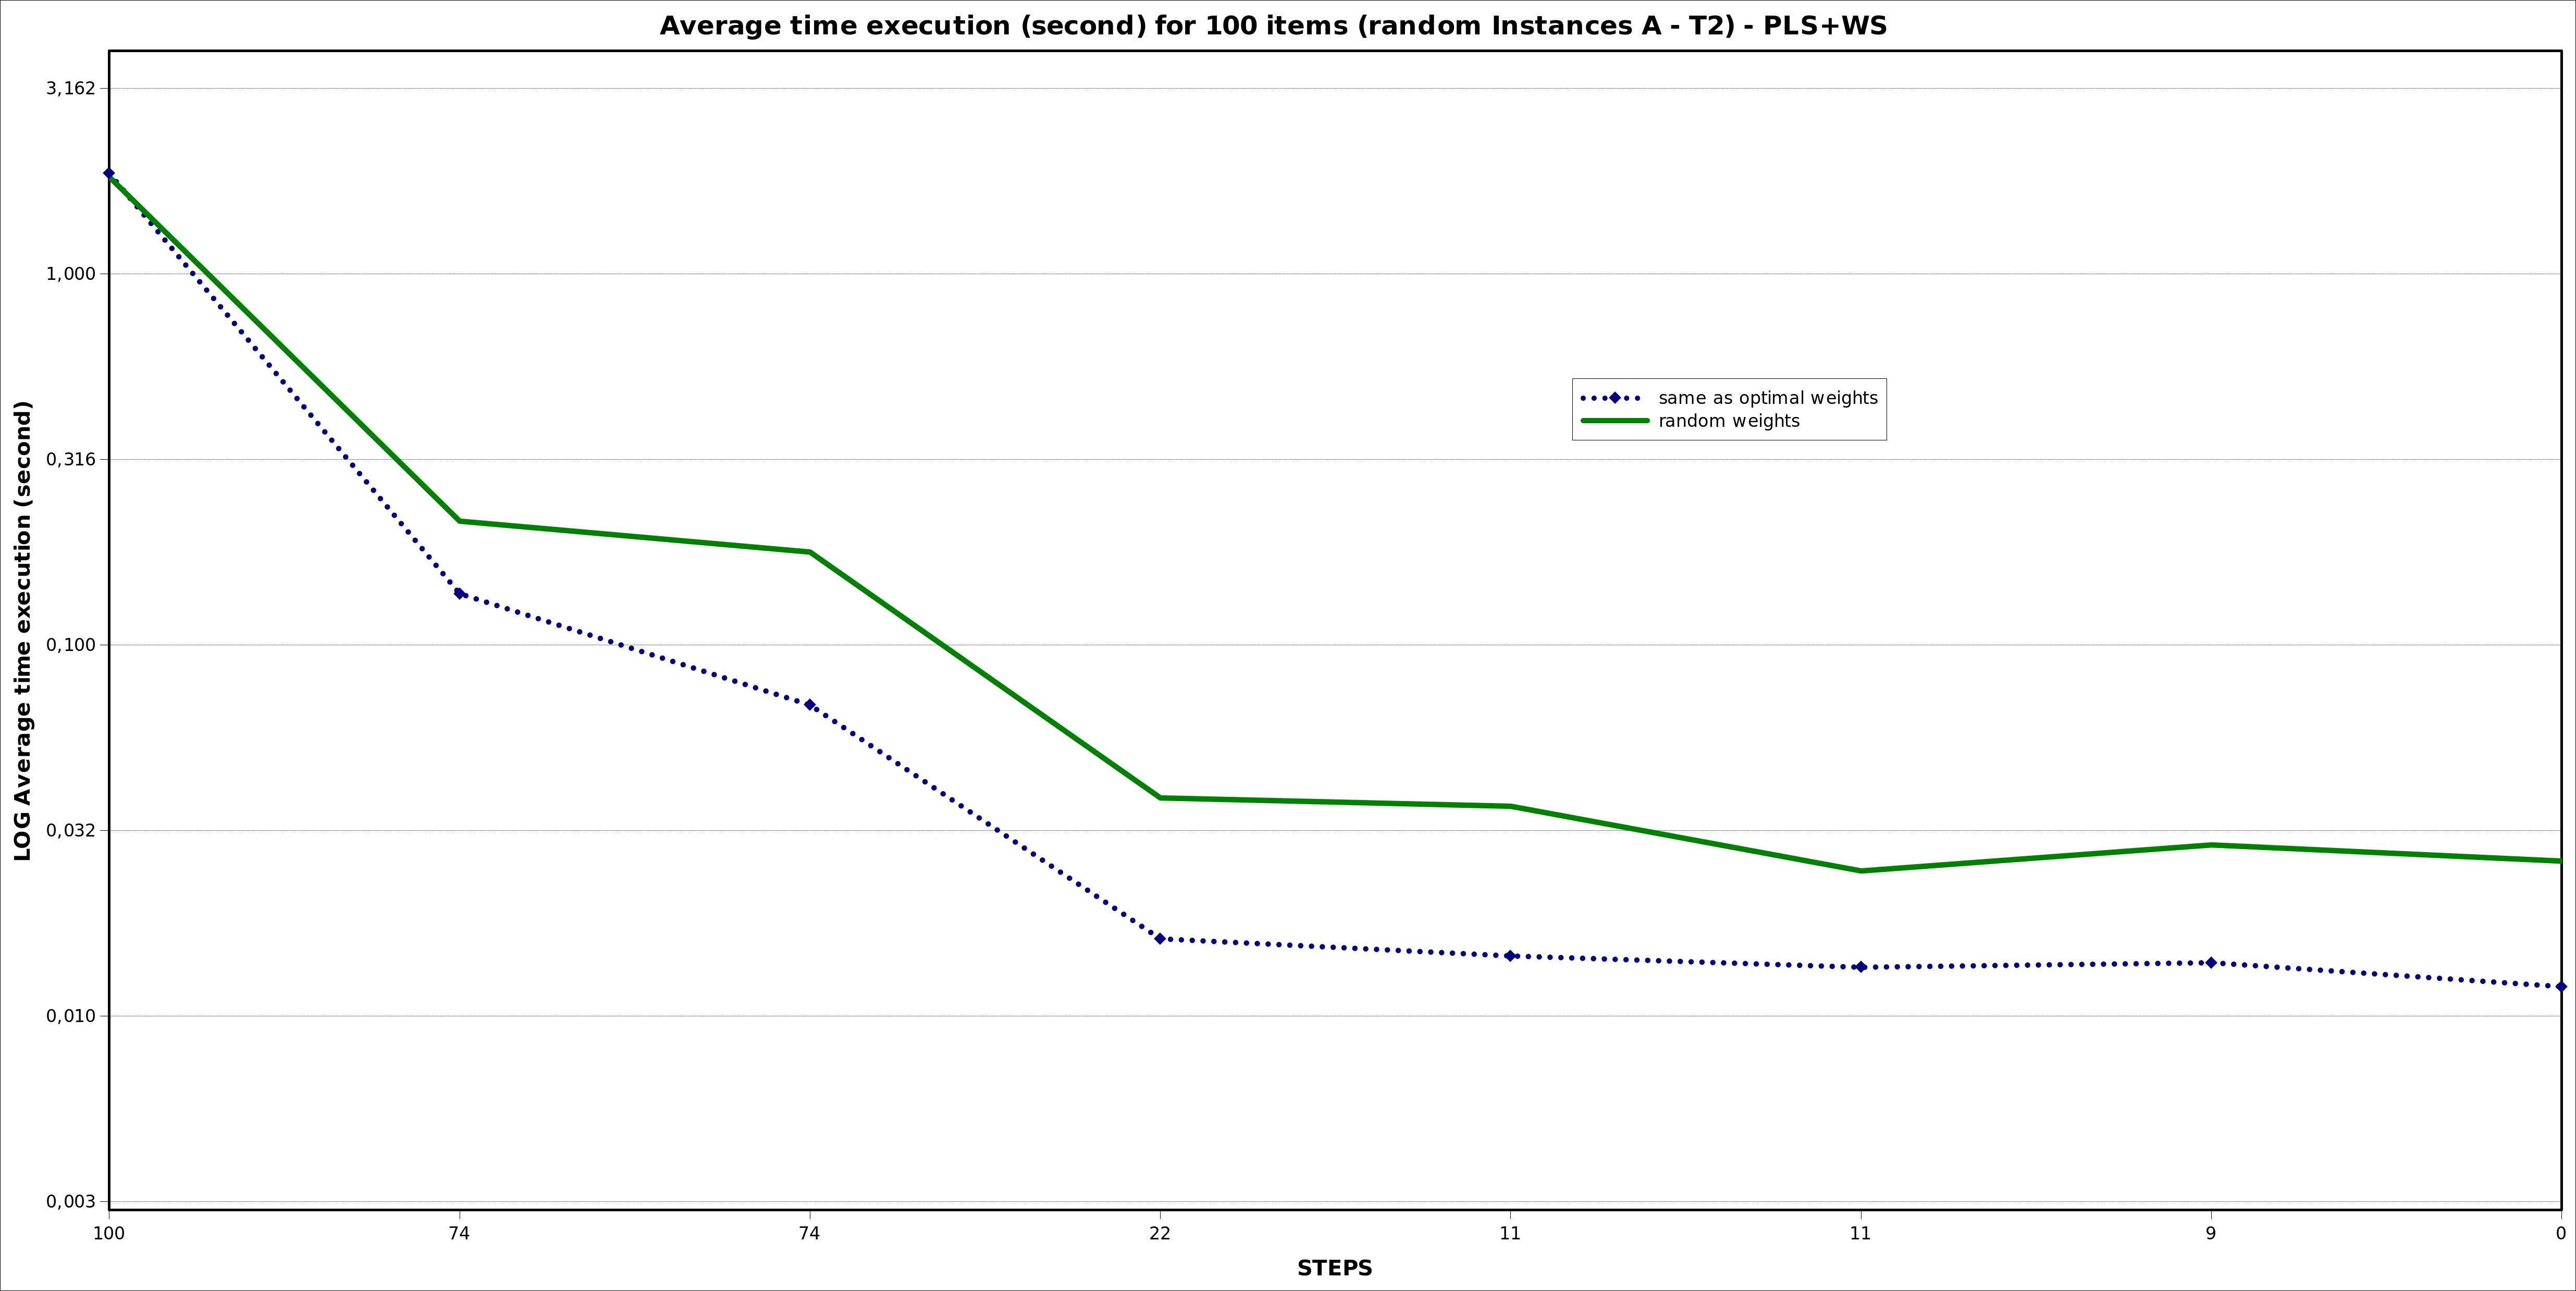 Average time execution (second) for 100 items (random Instances A - T2) - PLS+WS
LOG Average time execution (second)
3,162
1,000
0,316
0,100
0,032
0,010
0,003
same as optimal weights
random weights
100 74 74 22 11 11 9 0
STEPS